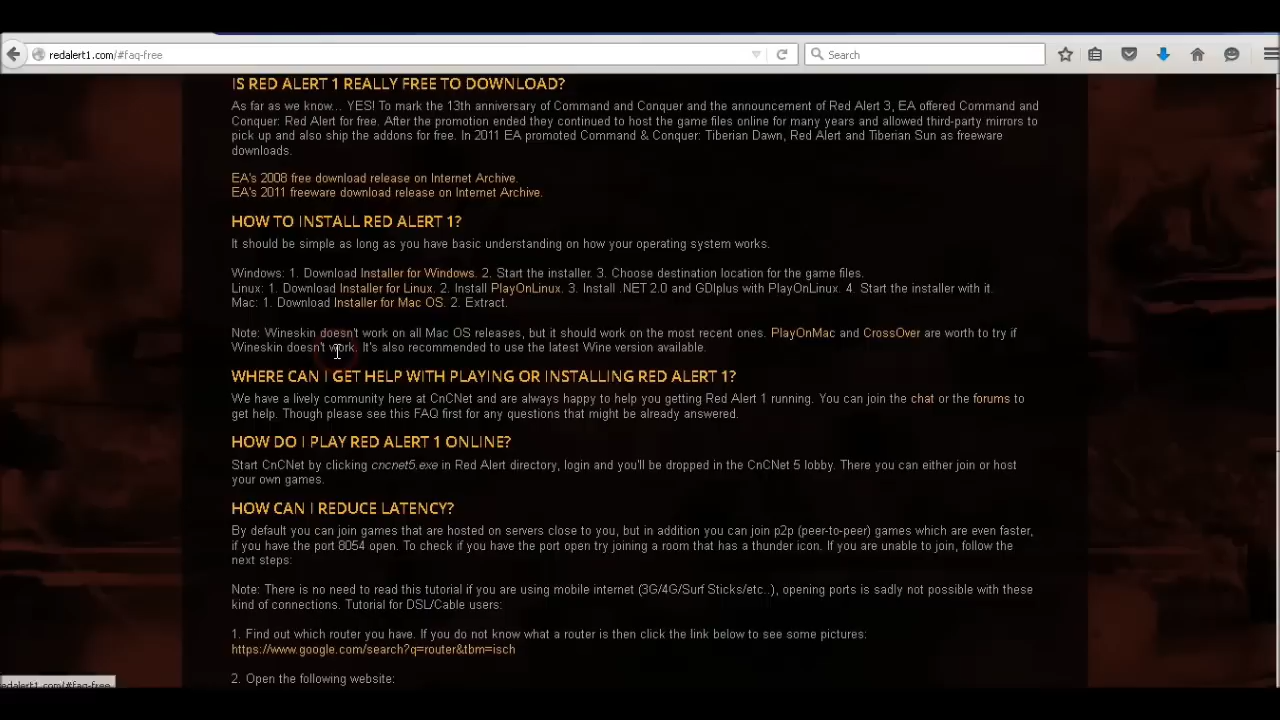 redalert1.com/#faq-free
Search
IS RED ALERT 1 REALLY FREE TO DOWNLOAD?
As far as we know... YES! To mark the 13th anniversary of Command and Conquer and the announcement of Red Alert 3, EA offered Command and
Conquer: Red Alert for free. After the promotion ended they continued to host the game files online for many years and allowed third-party mirrors to
pick up and also ship the addons for free. In 2011 EA promoted Command & Conquer: Tiberian Dawn, Red Alert and Tiberian Sun as freeware
downloads.
EA's 2008 free download release on Internet Archive.
EA's 2011 freeware download release on Internet Archive.
HOW TO INSTALL RED ALERT 1?
It should be simple as long as you have basic understanding on how your operating system works.
Windows: 1. Download Installer for Windows. 2. Start the installer. 3. Choose destination location for the game files.
Linux: 1. Download Installer for Linux. 2. Install PlayOnLinux. 3. Install .NET 2.0 and GDIplus with PlayOnLinux. 4. Start the installer with it.
Mac: 1. Download Installer for Mac OS. 2. Extract.
Note: Wineskin doesn't work on all Mac OS releases, but it should work on the most recent ones. PlayOnMac and CrossOver are worth to try if
Wineskin doesn't work. It's also recommended to use the latest Wine version available.
WHERE CAN I GET HELP WITH PLAYING OR INSTALLING RED ALERT 1?
We have a lively community here at CnCNet and are always happy to help you getting Red Alert 1 running. You can join the chat or the forums to
get help. Though please see this FAQ first for any questions that might be already answered.
HOW DO I PLAY RED ALERT 1 ONLINE?
Start CnCNet by clicking cncnet5.exe in Red Alert directory, login and you'll be dropped in the CnCNet 5 lobby. There you can either join or host
your own games.
HOW CAN I REDUCE LATENCY?
By default you can join games that are hosted on servers close to you, but in addition you can join p2p (peer-to-peer) games which are even faster,
if you have the port 8054 open. To check if you have the port open try joining a room that has a thunder icon. If you are unable to join, follow the
next steps:
Note: There is no need to read this tutorial if you are using mobile internet (3G/4G/Surf Sticks/etc..), opening ports is sadly not possible with these
kind of connections. Tutorial for DSL/Cable users:
1. Find out which router you have. If you do not know what a router is then click the link below to see some pictures:
https://www.google.com/search?q=router&tbm=isch
2. Open the following website:
redalert1.com/#faq-free